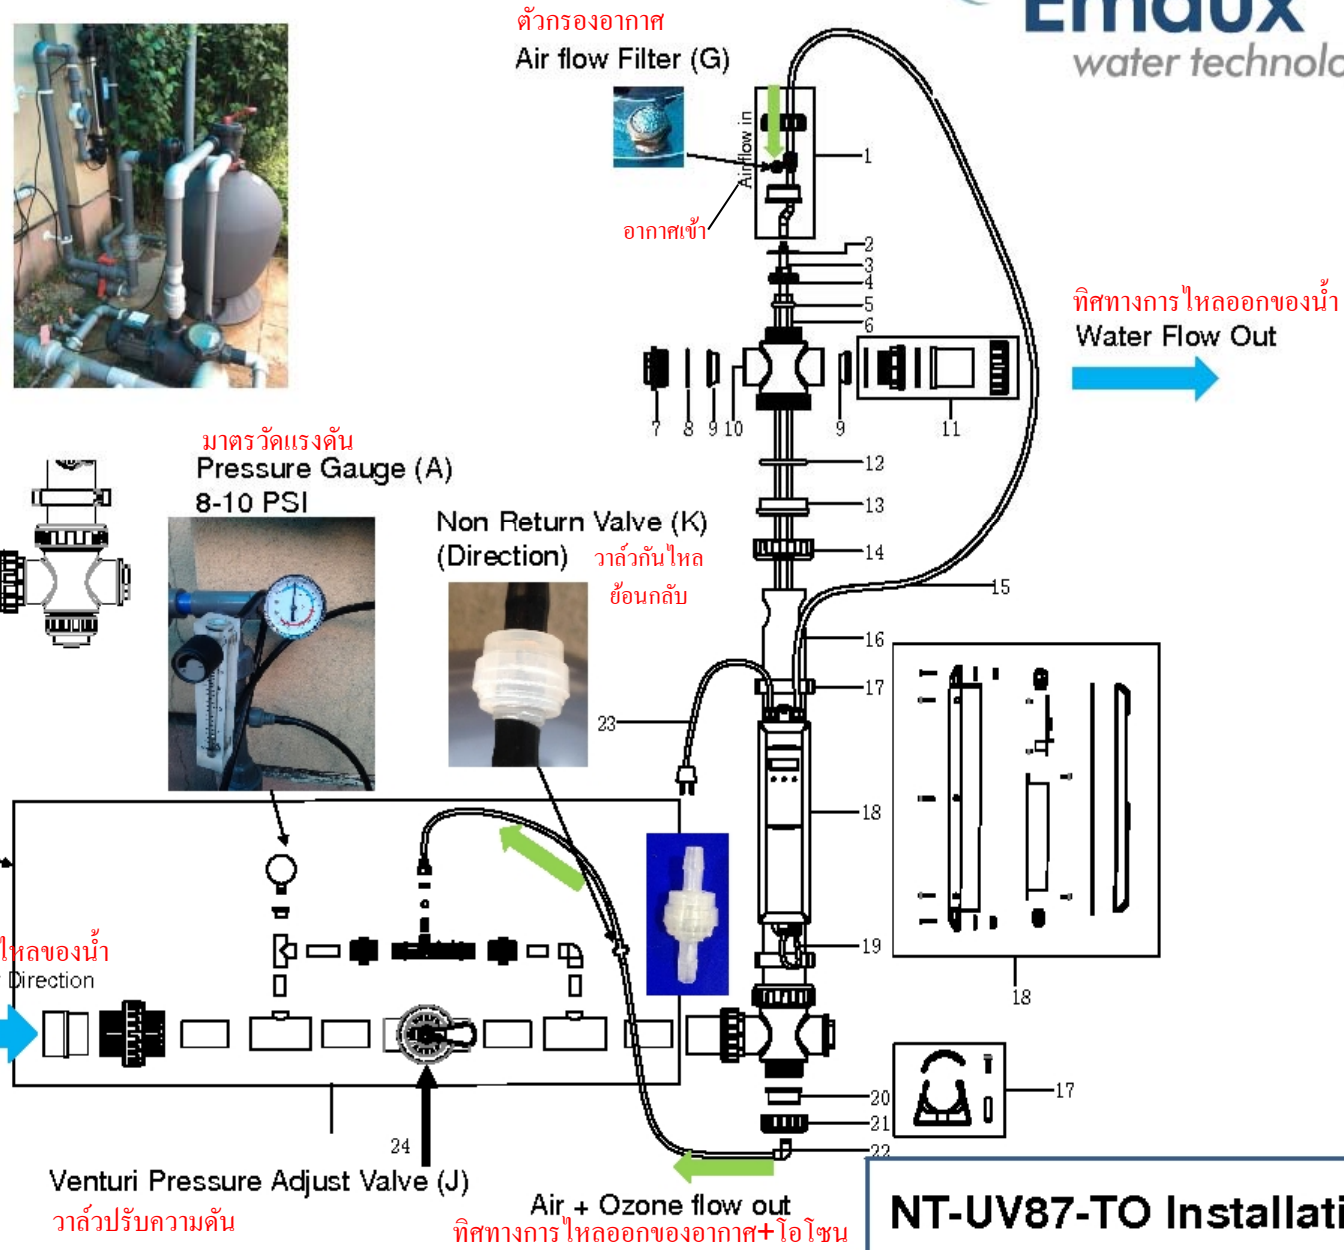 Emaux
water technolo
ตัวกรองอากาศ
Air flow Filter (G)
Airflow in
อากาศเข้า
1
2
3
4
5
6
7
8
9
10
9
11
ทิศทางการไหลออกของน้ำ
Water Flow Out
มาตรวัดแรงดัน
Pressure Gauge (A)
8-10 PSI
Non Return Valve (K)
(Direction)
วาล์วกันไหล
ย้อนกลับ
12
13
14
15
16
17
18
19
23
18
20
21
22
17
ไหลของน้ำ
Direction
24
Venturi Pressure Adjust Valve (J)
วาล์วปรับความดัน
Air + Ozone flow out
ทิศทางการไหลออกของอากาศ+โอโซน
NT-UV87-TO Installati